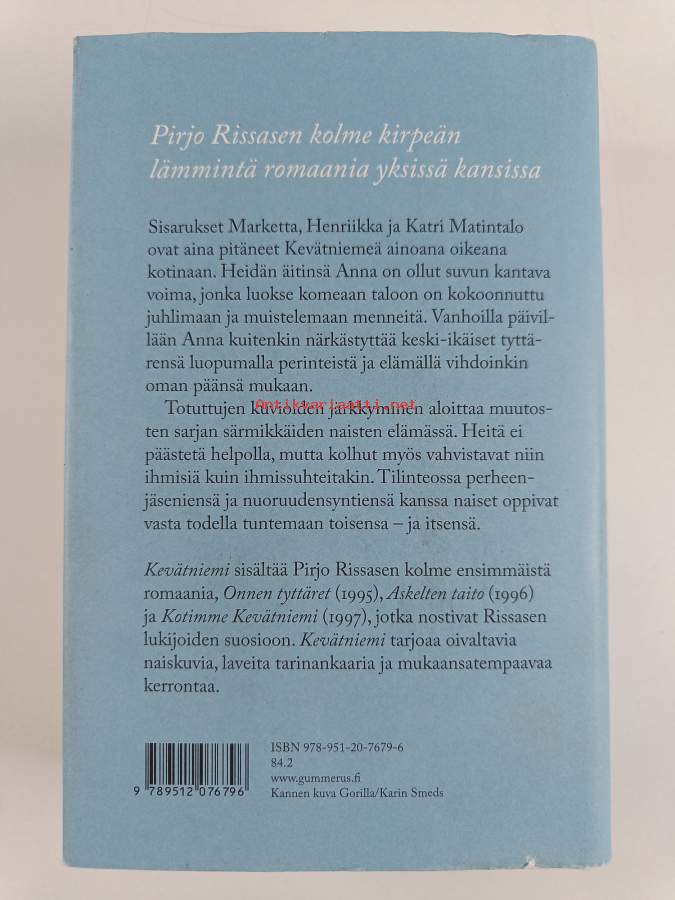 Pirjo Rissasen kolme kirpeän
lämmintä romaania yksissä kansissa
Sisarukset Marketta, Henriikka ja Katri Matintalo
ovat aina pitäneet Kevätniemeä ainoana oikeana
kotinaan. Heidän äitinsä Anna on ollut suvun kantava
voima, jonka luokse komeaan taloon on kokoonnuttu
juhlimaan ja muistelemaan menneitä. Vanhoilla päivil-
lään Anna kuitenkin närkästyttää keski-ikäiset tyttä-
rensä luopumalla perinteistä ja elämällä vihdoinkin
oman päänsä mukaan.
Antikvariaatti.net
Totuttujen kuvioiden järkkyminen aloittaa muutos-
ten sarjan särmikkäiden naisten elämässä. Heitä ei
päästetä helpolla, mutta kolhut myös vahvistavat niin
ihmisiä kuin ihmissuhteitakin. Tilinteossa perheen-
jäseniensä ja nuoruudensyntiensä kanssa naiset oppivat
vasta todella tuntemaan toisensa – ja itsensä.
Kevätniemi sisältää Pirjo Rissasen kolme ensimmäistä
romaania, Onnen tyttäret (1995), Askelten taito (1996)
ja Kotimme Kevätniemi (1997), jotka nostivat Rissasen
lukijoiden suosioon. Kevätniemi tarjoaa oivaltavia
naiskuvia, laveita tarinankaaria ja mukaansatempaavaa
kerrontaa.
ISBN 978-951-20-7679-6
84.2
www.gummerus.fi
Kannen kuva Gorilla/Karin Smeds
9 789512 076796